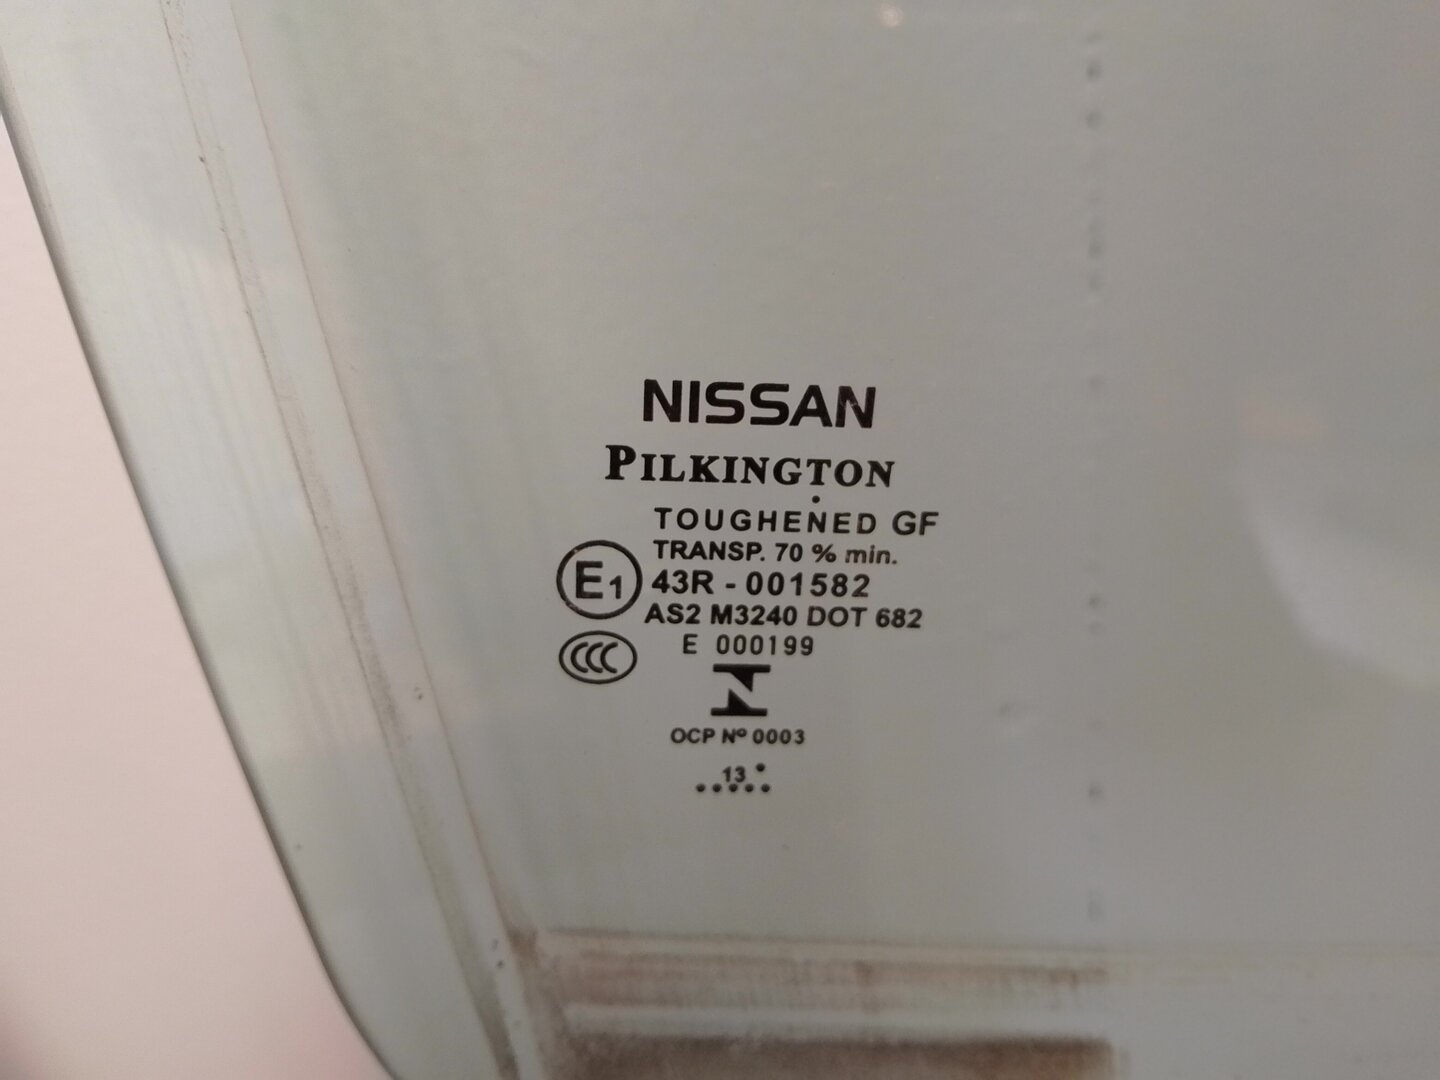 NISSAN
PILKINGTON
TOUGHENED GF
TRANSP. 70 % min.
E1 43R - 001582
AS2 M3240 DOT 682
CCC E 000199
OCP Nº 0003
13